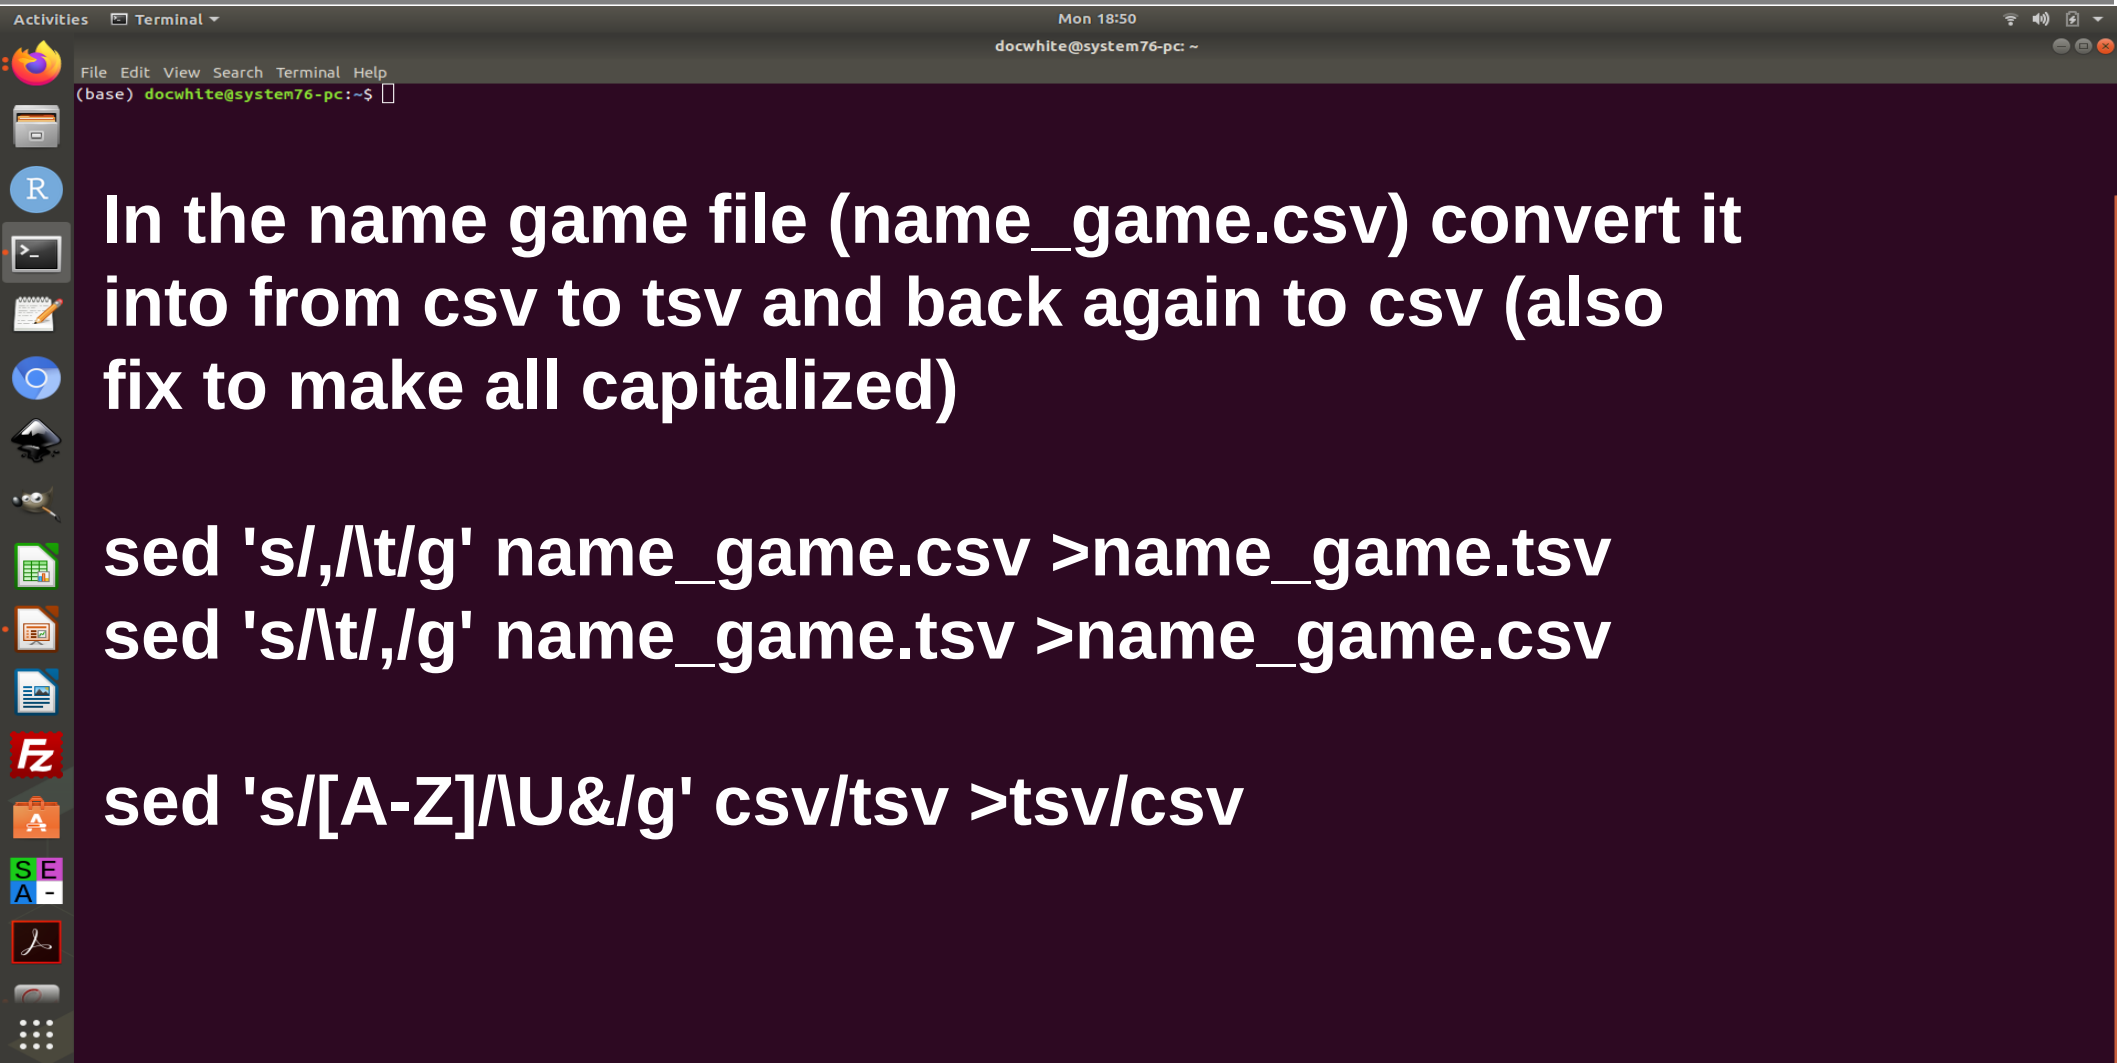 Activities Terminal Mon 18:50
docwhite@system76-pc: ~
File Edit View Search Terminal Help
(base) docwhite@system76-pc:~$
In the name game file (name_game.csv) convert it
into from csv to tsv and back again to csv (also
fix to make all capitalized)
sed 's/,/\t/g' name_game.csv >name_game.tsv
sed 's/\t/,/g' name_game.tsv >name_game.csv
sed 's/[A-Z]/\U&/g' csv/tsv >tsv/csv
R
>_
Fz
A
S E
A -